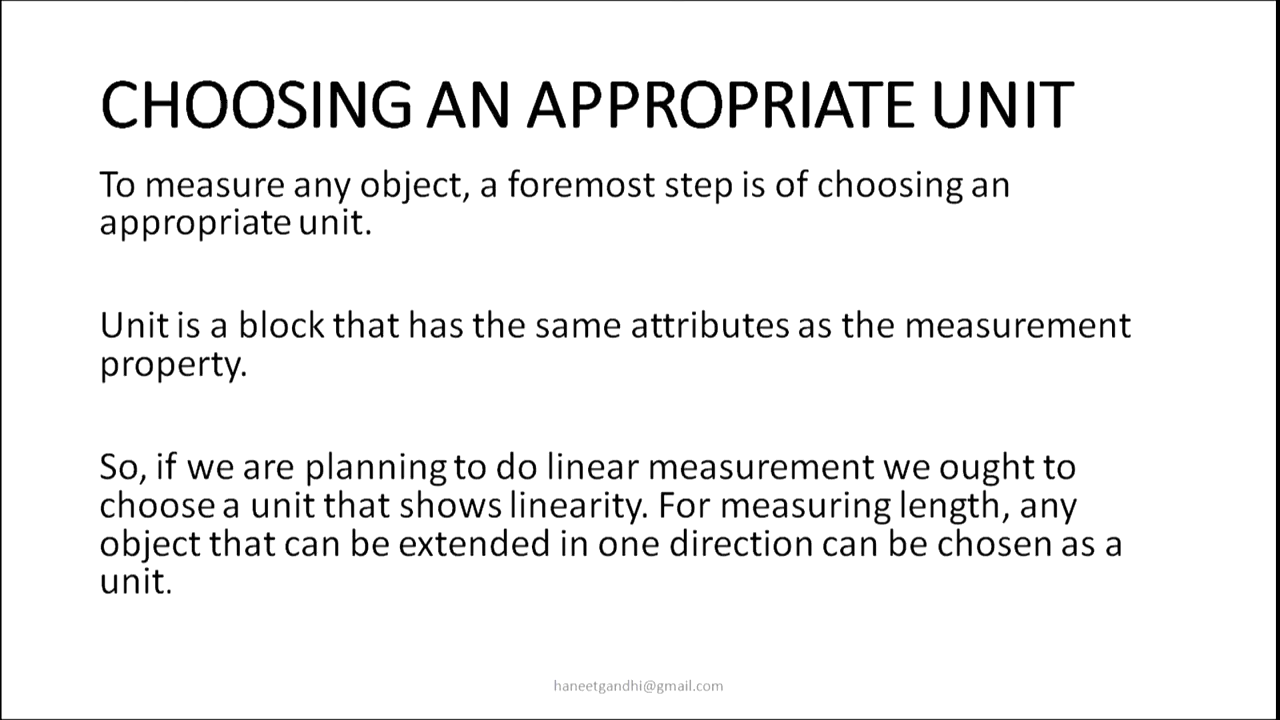 CHOOSING AN APPROPRIATE UNIT
To measure any object, a foremost step is of choosing an
appropriate unit.
Unit is a block that has the same attributes as the measurement
property.
So, if we are planning to do linear measurement we ought to
choose a unit that shows linearity. For measuring length, any
object that can be extended in one direction can be chosen as a
unit.
haneetgandhi@gmail.com